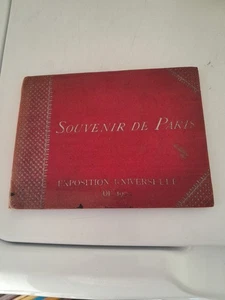 SOUVENIR DE PARIS
EXPOSITION UNIVERSELLE